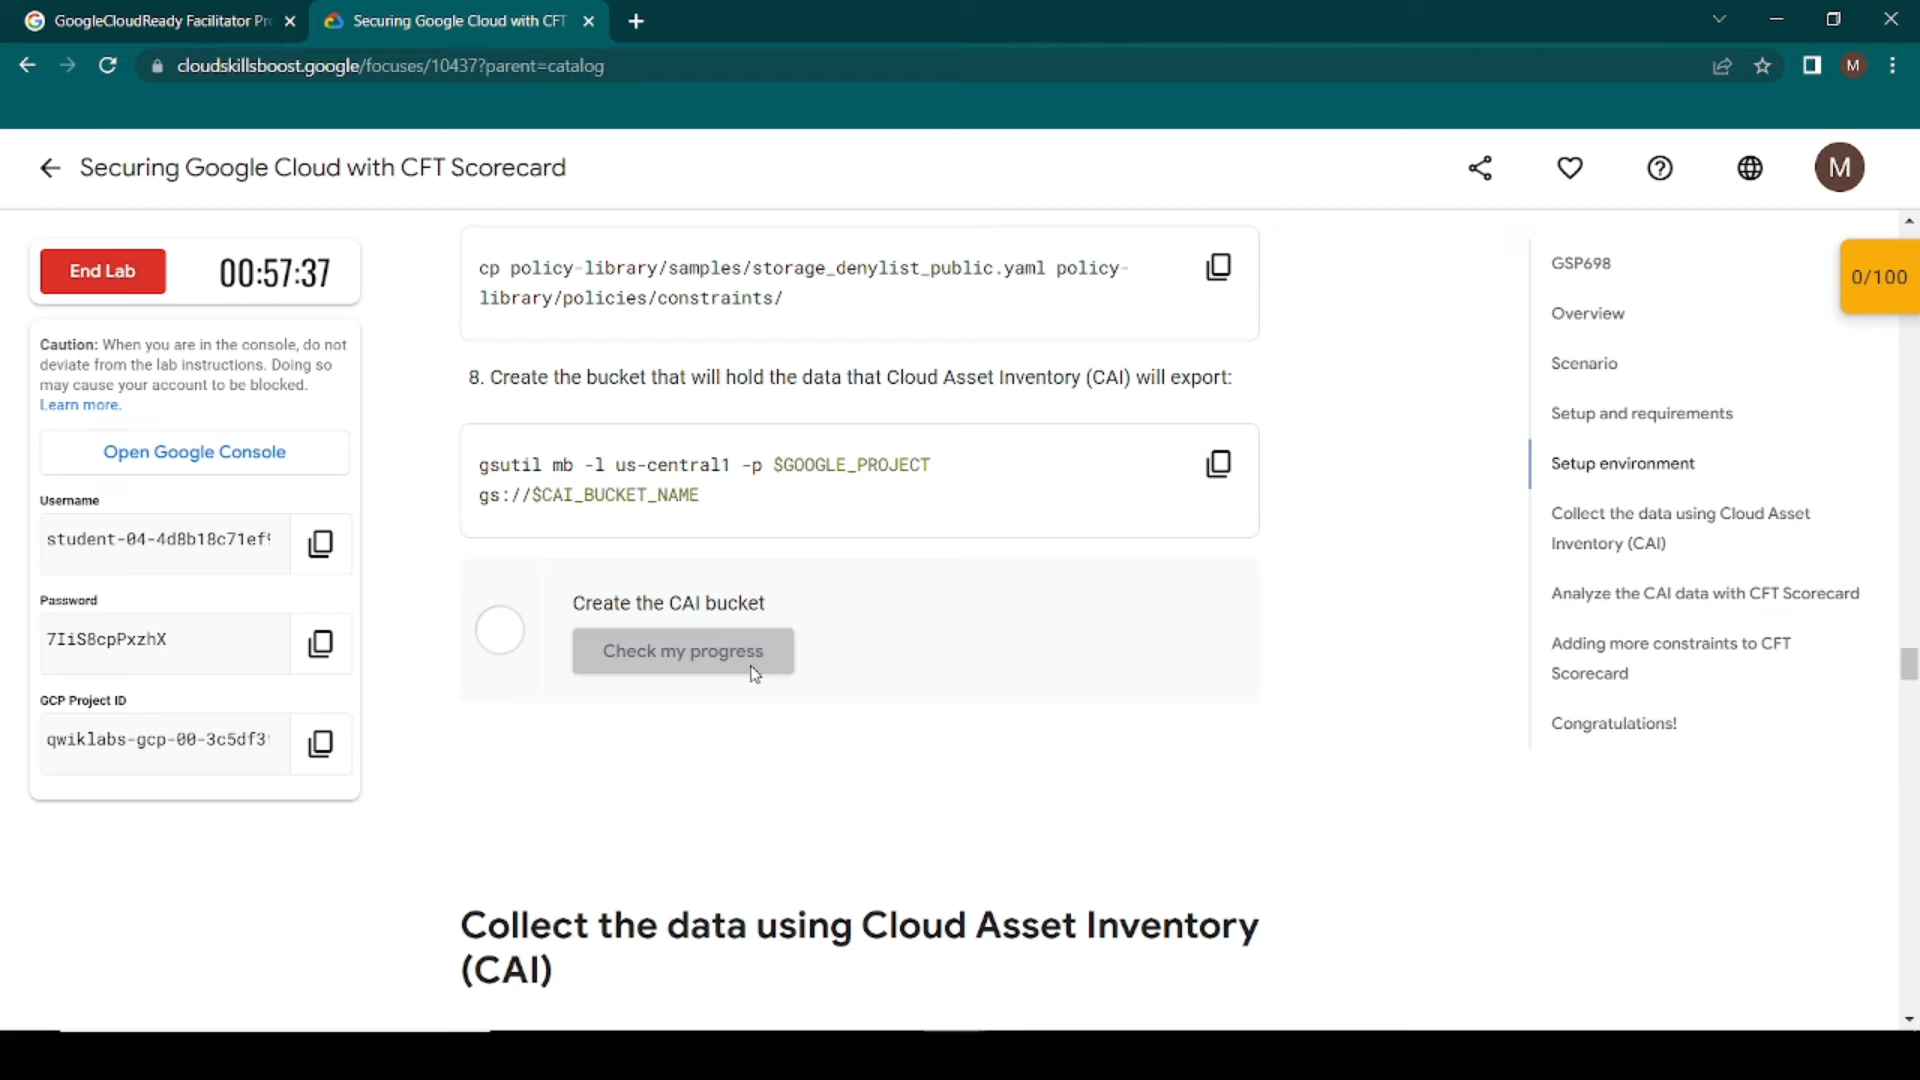 GoogleCloudReady Facilitator Pr
Securing Google Cloud with CFT
cloudskillsboost.google/focuses/10437?parent=catalog
M
Securing Google Cloud with CFT Scorecard
M
End Lab
00:57:37
Caution: When you are in the console, do not
deviate from the lab instructions. Doing so
may cause your account to be blocked.
Learn more.
Open Google Console
Username
student-04-4d8b18c71ef
Password
7IiS8cpPxzhX
GCP Project ID
qwiklabs-gcp-00-3c5df3
cp policy-library/samples/storage_denylist_public.yaml policy-
library/policies/constraints/
8. Create the bucket that will hold the data that Cloud Asset Inventory (CAI) will export:
gsutil mb -l us-central1 -p $GOOGLE_PROJECT
gs://$CAI_BUCKET_NAME
Create the CAI bucket
Check my progress
Collect the data using Cloud Asset Inventory
(CAI)
GSP698
Overview
Scenario
Setup and requirements
Setup environment
Collect the data using Cloud Asset
Inventory (CAI)
Analyze the CAI data with CFT Scorecard
Adding more constraints to CFT
Scorecard
Congratulations!
0/100